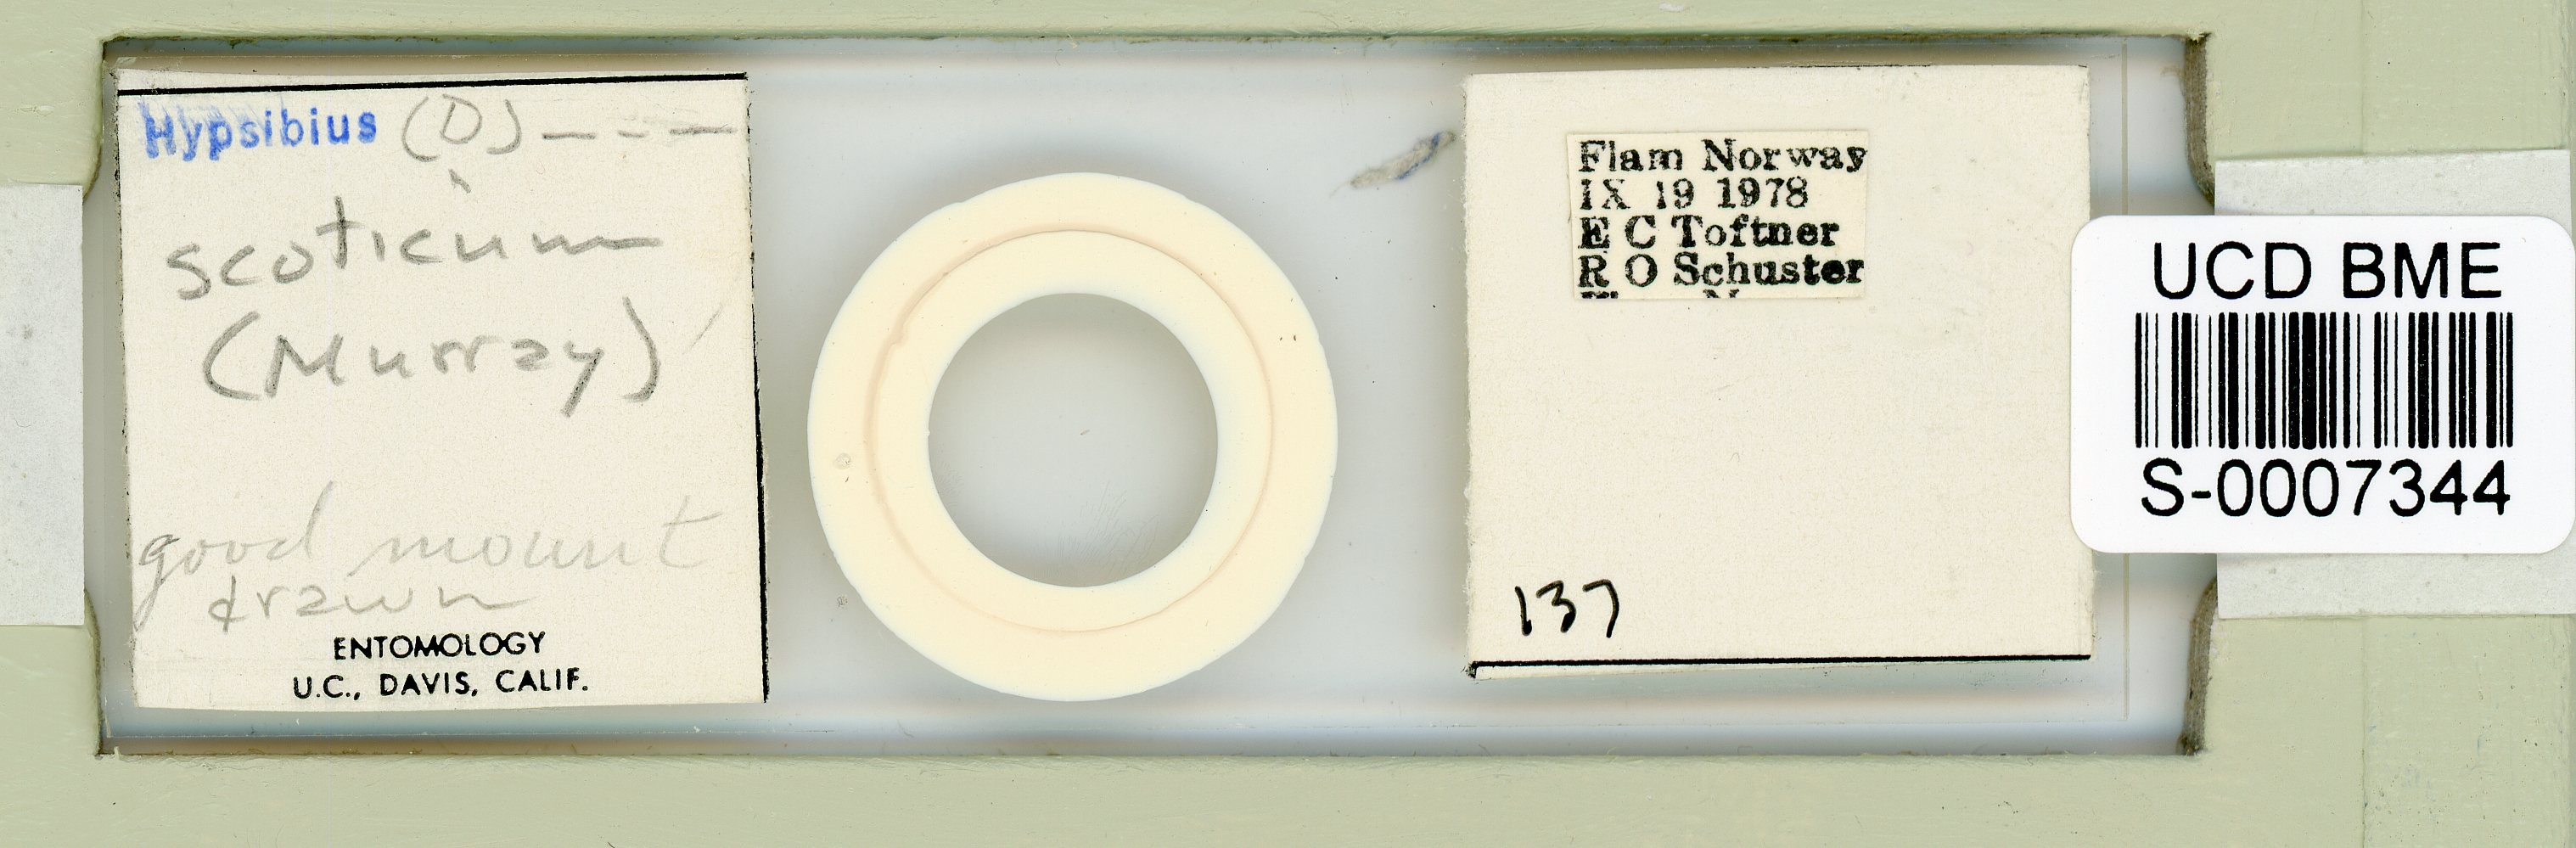 Hypsibius (D) - - -
scoticum
(Murray)
good mount
drawn
ENTOMOLOGY
U.C., DAVIS, CALIF.
Flam Norway
IX 19 1978
E C Toftner
R O Schuster
137
UCD BME
S-0007344